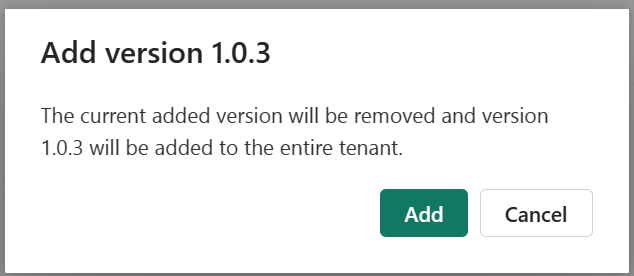 Add version 1.0.3
The current added version will be removed and version
1.0.3 will be added to the entire tenant.
Add
Cancel